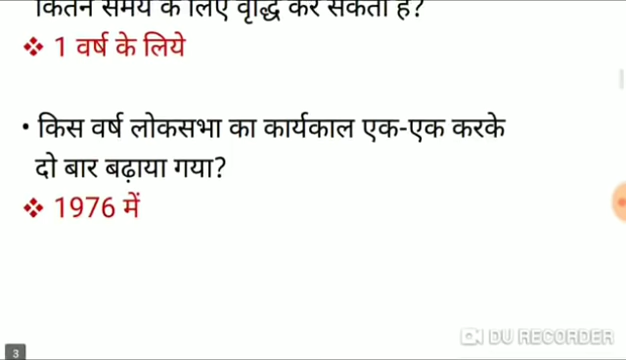 कितने समय के लिए वृद्धि कर सकती है?
❖ 1 वर्ष के लिये
• किस वर्ष लोकसभा का कार्यकाल एक-एक करके
दो बार बढ़ाया गया?
❖ 1976 में
DU RECORDER
3